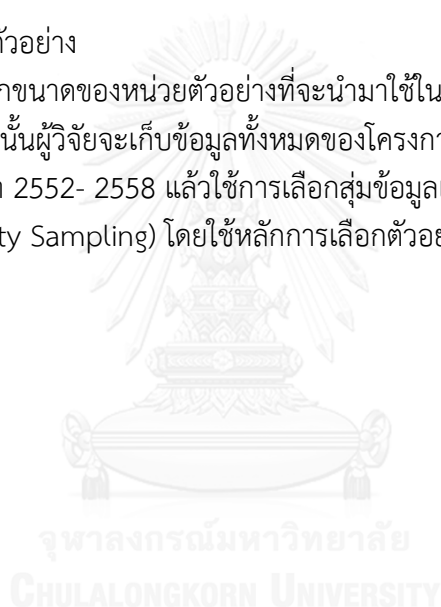 ตัวอย่าง
กขนาดของหน่วยตัวอย่างที่จะนำมาใช้ใน
นั้นผู้วิจัยจะเก็บข้อมูลทั้งหมดของโครงกา
2552- 2558 แล้วใช้การเลือกสุ่มข้อมูล
ty Sampling) โดยใช้หลักการเลือกตัวอย
จุฬาลงกรณ์มหาวิทยาลัย
CHULALONGKORN UNIVERSITY